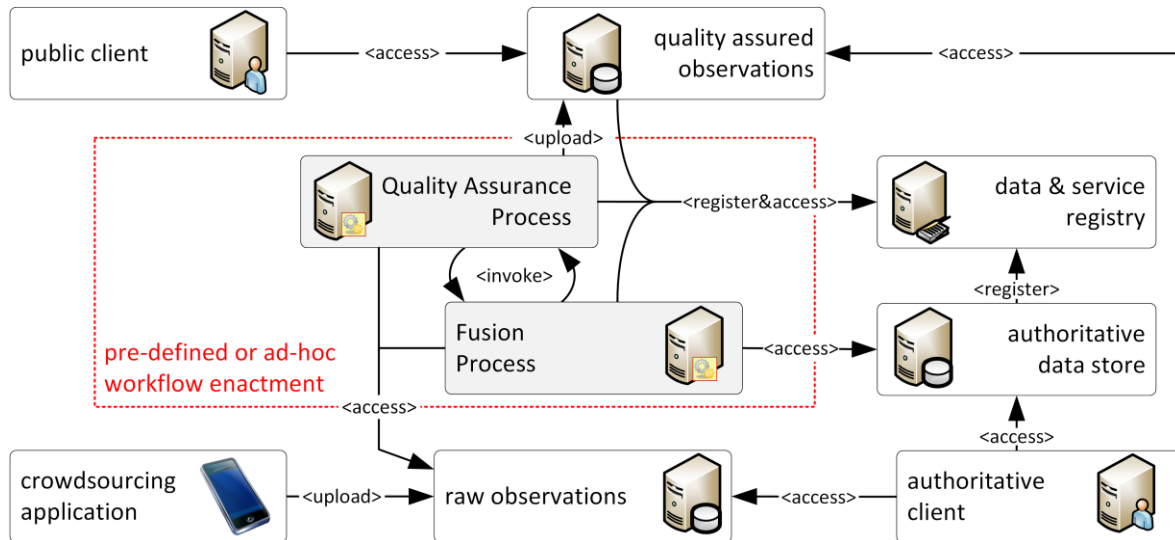 public client
<access>
quality assured
observations
<access>
<upload>
Quality Assurance
Process
<register&access>
data & service
registry
<invoke>
<register>
Fusion
Process
<access>
authoritative
data store
pre-defined or ad-hoc
workflow enactment
<access>
<access>
crowdsourcing
application
<upload>
raw observations
<access>
authoritative
client